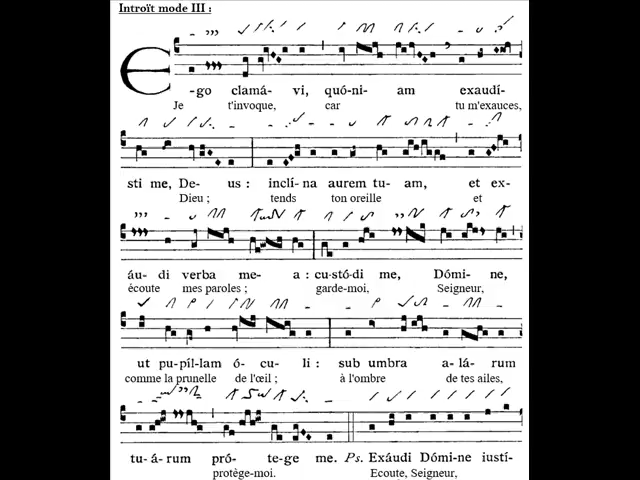 Introït mode III :
E -go clamá- vi, quó-ni- am exaudí-
Je t'invoque, car tu m'exauces,
sti me, De- us : inclí-na aurem tu- am, et ex-
Dieu ; tends ton oreille et
áu- di verba me- a : cu-stó-di me, Dómi- ne,
écoute mes paroles ; garde-moi, Seigneur,
ut pu-píl-lam ó- cu- li : sub umbra a-lá-rum
comme la prunelle de l'œil ; à l'ombre de tes ailes,
tu- á-rum pró- te-ge me. Ps. Exáudi Dómi-ne iustí-
protège-moi. Ecoute, Seigneur,